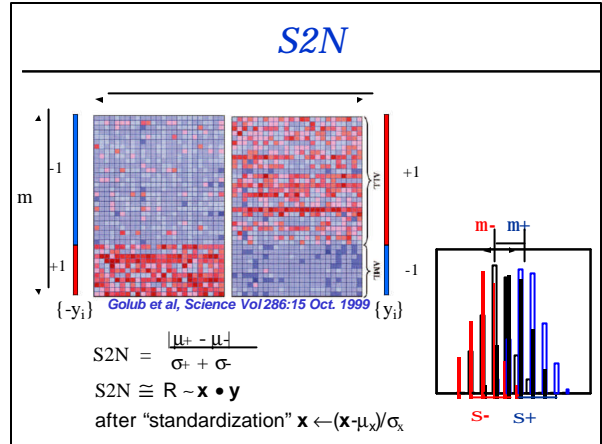 S2N
-1
+1
m
{-yi}
ALL
AML
+1
-1
{yi}
Golub et al, Science Vol 286:15 Oct. 1999
m- m+
s- s+
S2N = |μ+ - μ-|
σ+ + σ-
S2N ≅ R ~ x • y
after “standardization” x ←(x-μx)/σx